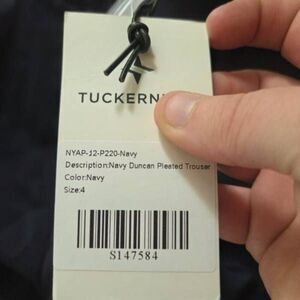 TUCKERN
NYAP-12-P220-Navy
Description:Navy Duncan Pleated Trouser
Color:Navy
Size:4
S147584